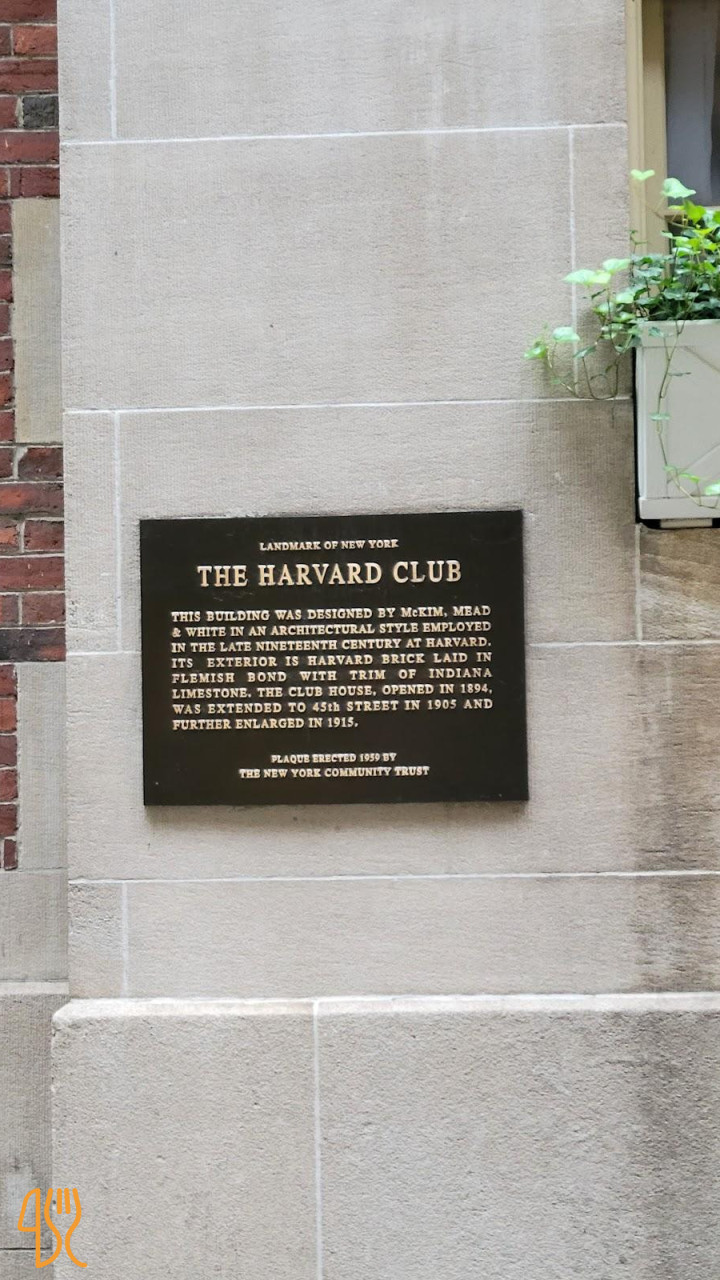 LANDMARK OF NEW YORK
THE HARVARD CLUB
THIS BUILDING WAS DESIGNED BY McKIM, MEAD
& WHITE IN AN ARCHITECTURAL STYLE EMPLOYED
IN THE LATE NINETEENTH CENTURY AT HARVARD.
ITS EXTERIOR IS HARVARD BRICK LAID IN
FLEMISH BOND WITH TRIM OF INDIANA
LIMESTONE. THE CLUB HOUSE, OPENED IN 1894,
WAS EXTENDED TO 45th STREET IN 1905 AND
FURTHER ENLARGED IN 1915.
PLAQUE ERECTED 1959 BY
THE NEW YORK COMMUNITY TRUST